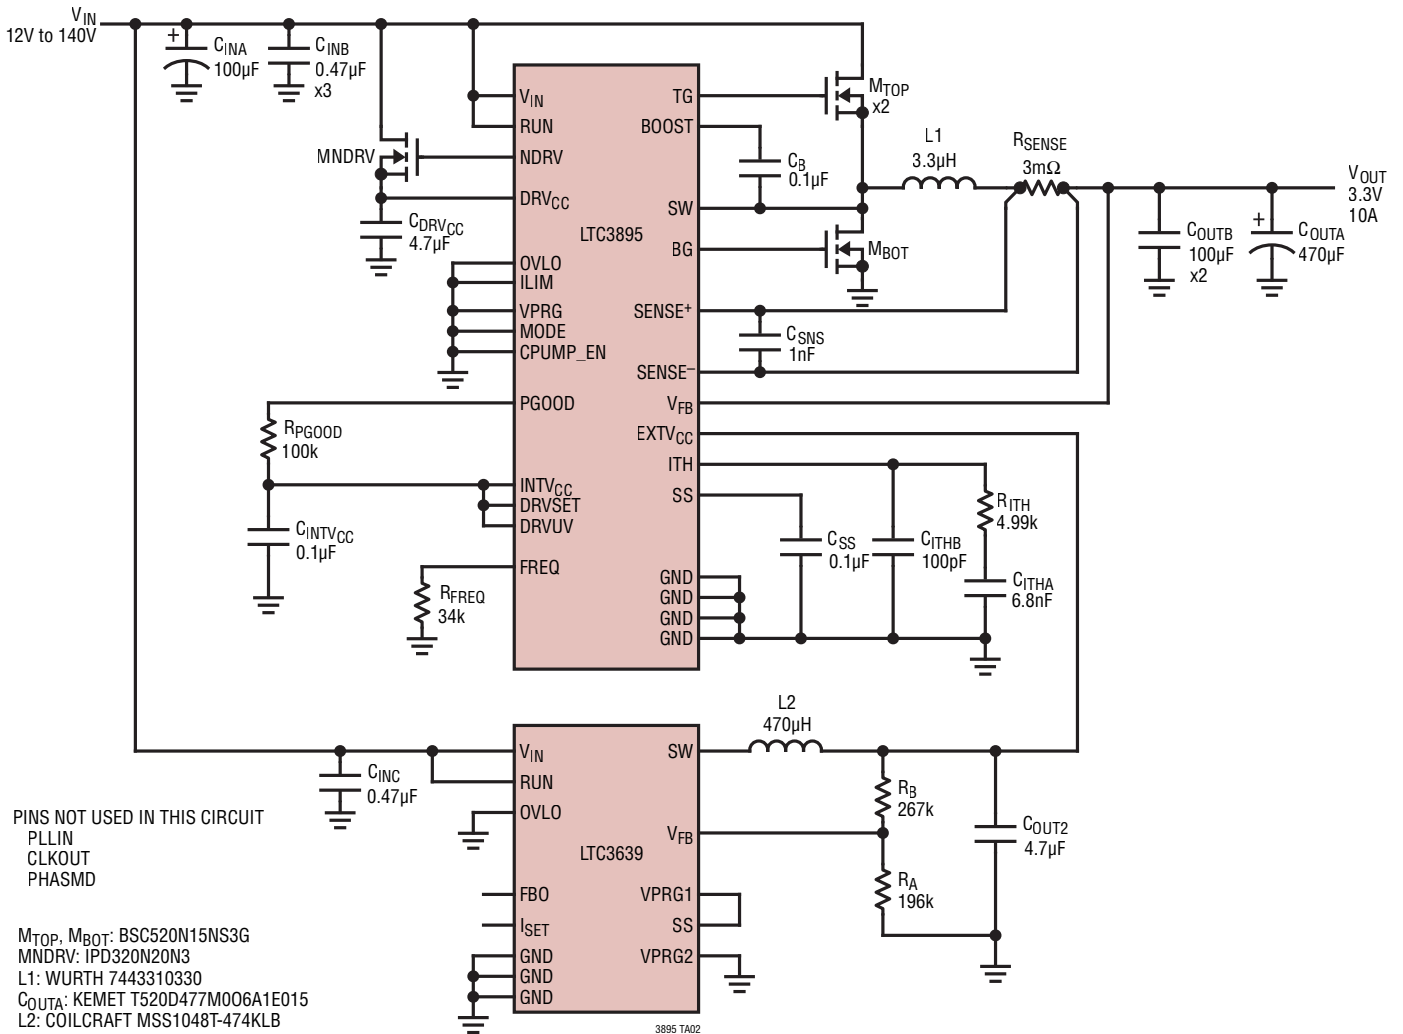 VIN
12V to 140V
CINA
100µF
CINB
0.47µF
x3
+
MNDRV
CDRVCC
4.7µF
VIN
RUN
NDRV
DRVCC
OVLO
ILIM
VPRG
MODE
CPUMP_EN
PGOOD
INTVCC
DRVSET
DRVUV
FREQ
LTC3895
TG
BOOST
SW
BG
SENSE+
SENSE–
VFB
EXTVCC
ITH
SS
GND
GND
GND
GND
RPGOOD
100k
CINTVCC
0.1µF
RFREQ
34k
MTOP
x2
CB
0.1µF
MBOT
L1
3.3µH
RSENSE
3mΩ
VOUT
3.3V
10A
COUTB
100µF
x2
+
COUTA
470µF
CSNS
1nF
CSS
0.1µF
CITHB
100pF
RITH
4.99k
CITHA
6.8nF
CINC
0.47µF
VIN
RUN
OVLO
FBO
ISET
GND
GND
GND
LTC3639
SW
VFB
VPRG1
SS
VPRG2
L2
470µH
RB
267k
RA
196k
COUT2
4.7µF
PINS NOT USED IN THIS CIRCUIT
PLLIN
CLKOUT
PHASMD
MTOP, MBOT: BSC520N15NS3G
MNDRV: IPD320N20N3
L1: WURTH 7443310330
COUTA: KEMET T520D477M006A1E015
L2: COILCRAFT MSS1048T-474KLB
3895 TA02